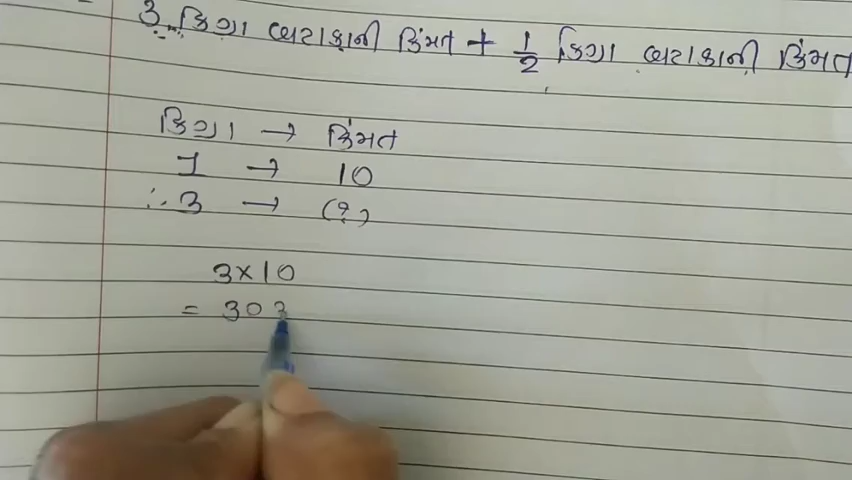 3 કિગ્રા બટાકાની કિંમત + 1/2 કિગ્રા બટાકાની કિંમત
કિગ્રા → કિંમત
1 → 10
∴ 3 → (?)
3×10
= 30